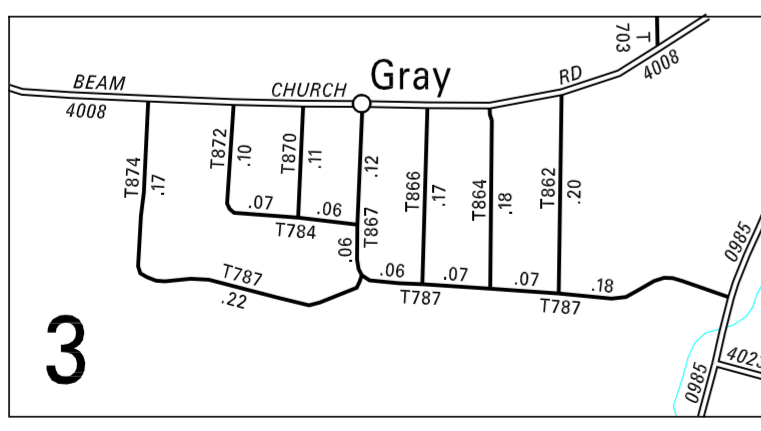 T
703
BEAM
CHURCH
Gray
RD
4008
4008
T874
.17
T872
.10
T870
.11
.12
T866
.17
T864
.18
T862
.20
.07
.06
T784
T867
.06
0985
T787
.22
.06
.07
.07
.18
T787
T787
3
0985
4023